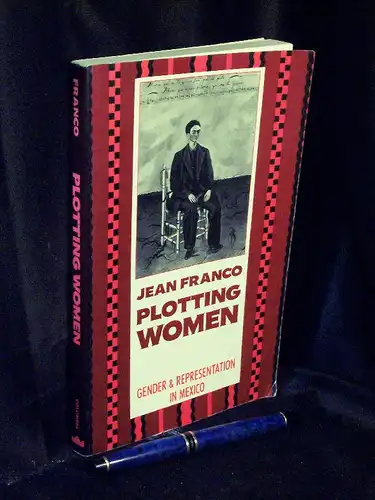 FRANCO
PLOTTING WOMEN
JEAN FRANCO
PLOTTING
WOMEN
GENDER & REPRESENTATION
IN MEXICO